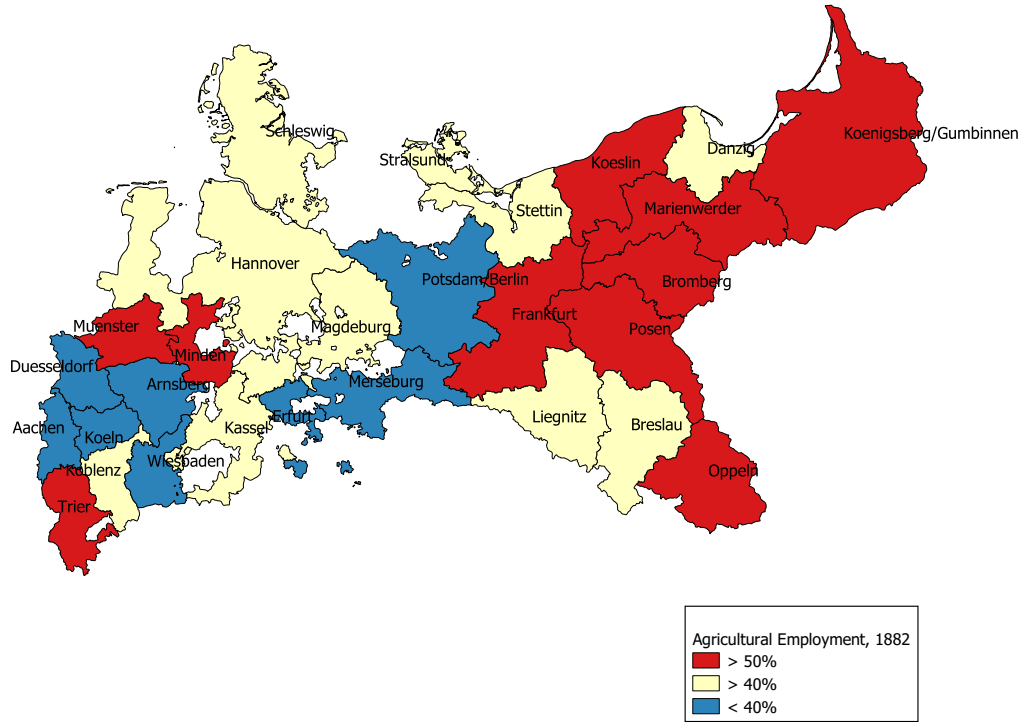 Schleswig
Koenigsberg/Gumbinnen
Danzig
Stralsund
Koeslin
Marienwerder
Stettin
Hannover
Potsdam/Berlin
Bromberg
Frankfurt
Muenster
Magdeburg
Posen
Minden
Duesseldorf
Arnsberg
Merseburg
Erfurt
Liegnitz
Aachen
Koeln
Kassel
Breslau
Wiesbaden
Koblenz
Oppeln
Trier
Agricultural Employment, 1882
> 50%
> 40%
< 40%